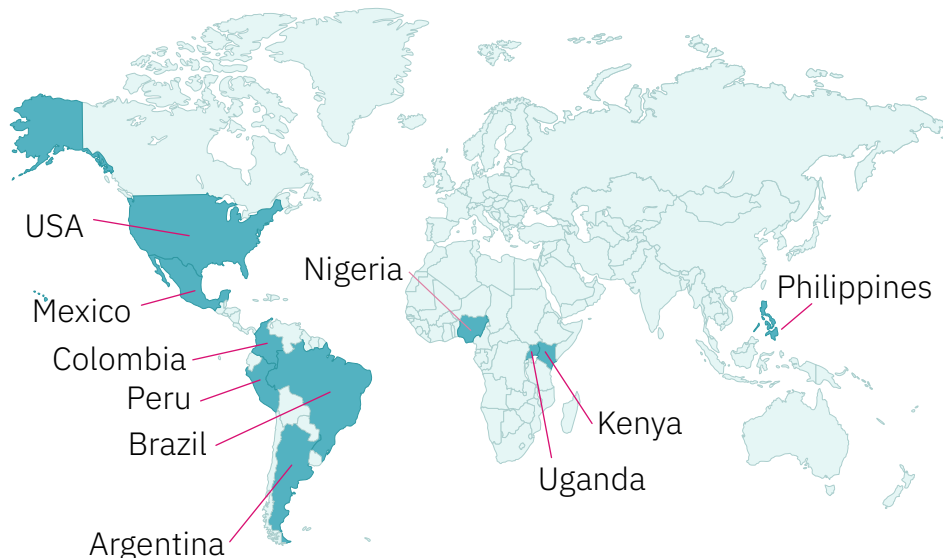 USA
Nigeria
Philippines
Mexico
Colombia
Peru
Kenya
Brazil
Uganda
Argentina